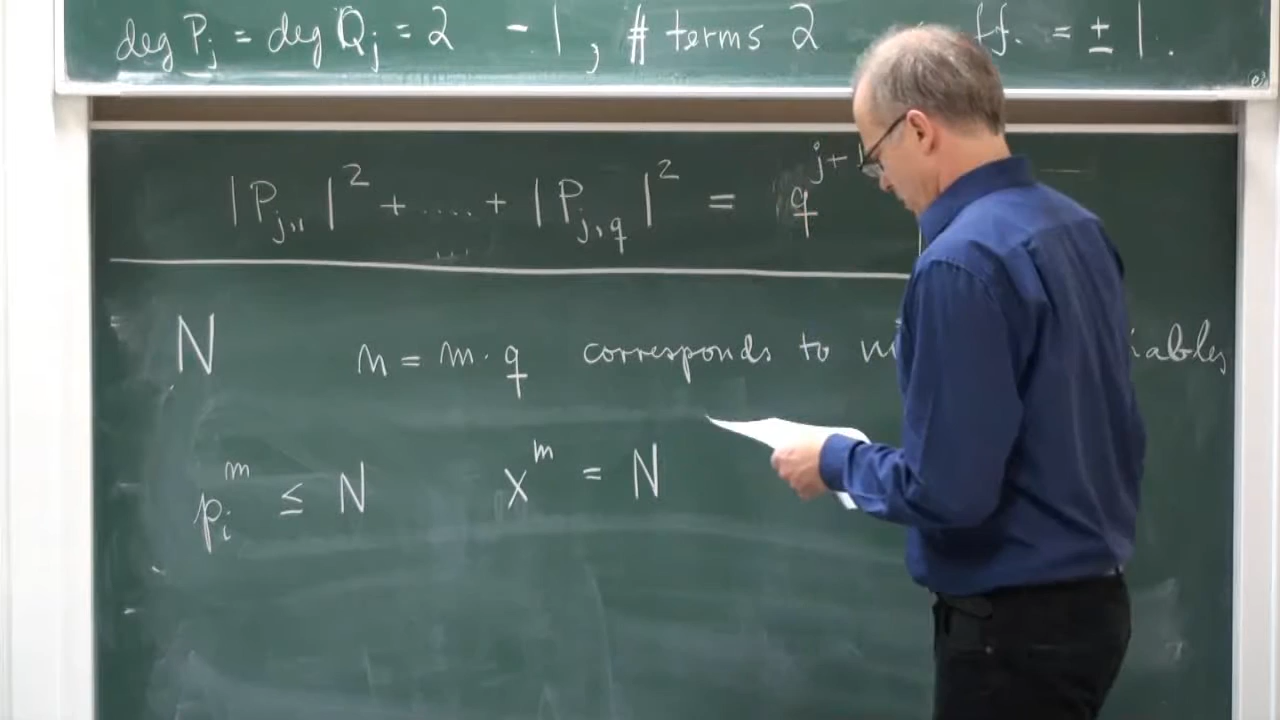 deg P_j = deg Q_j = 2 - 1, # terms 2 ff. = ± 1.
|P_{j,1}|^2 + .... + |P_{j,q}|^2 = q^{j+1}
N n = m · q corresponds to iables
p_i^m ≤ N x^m = N